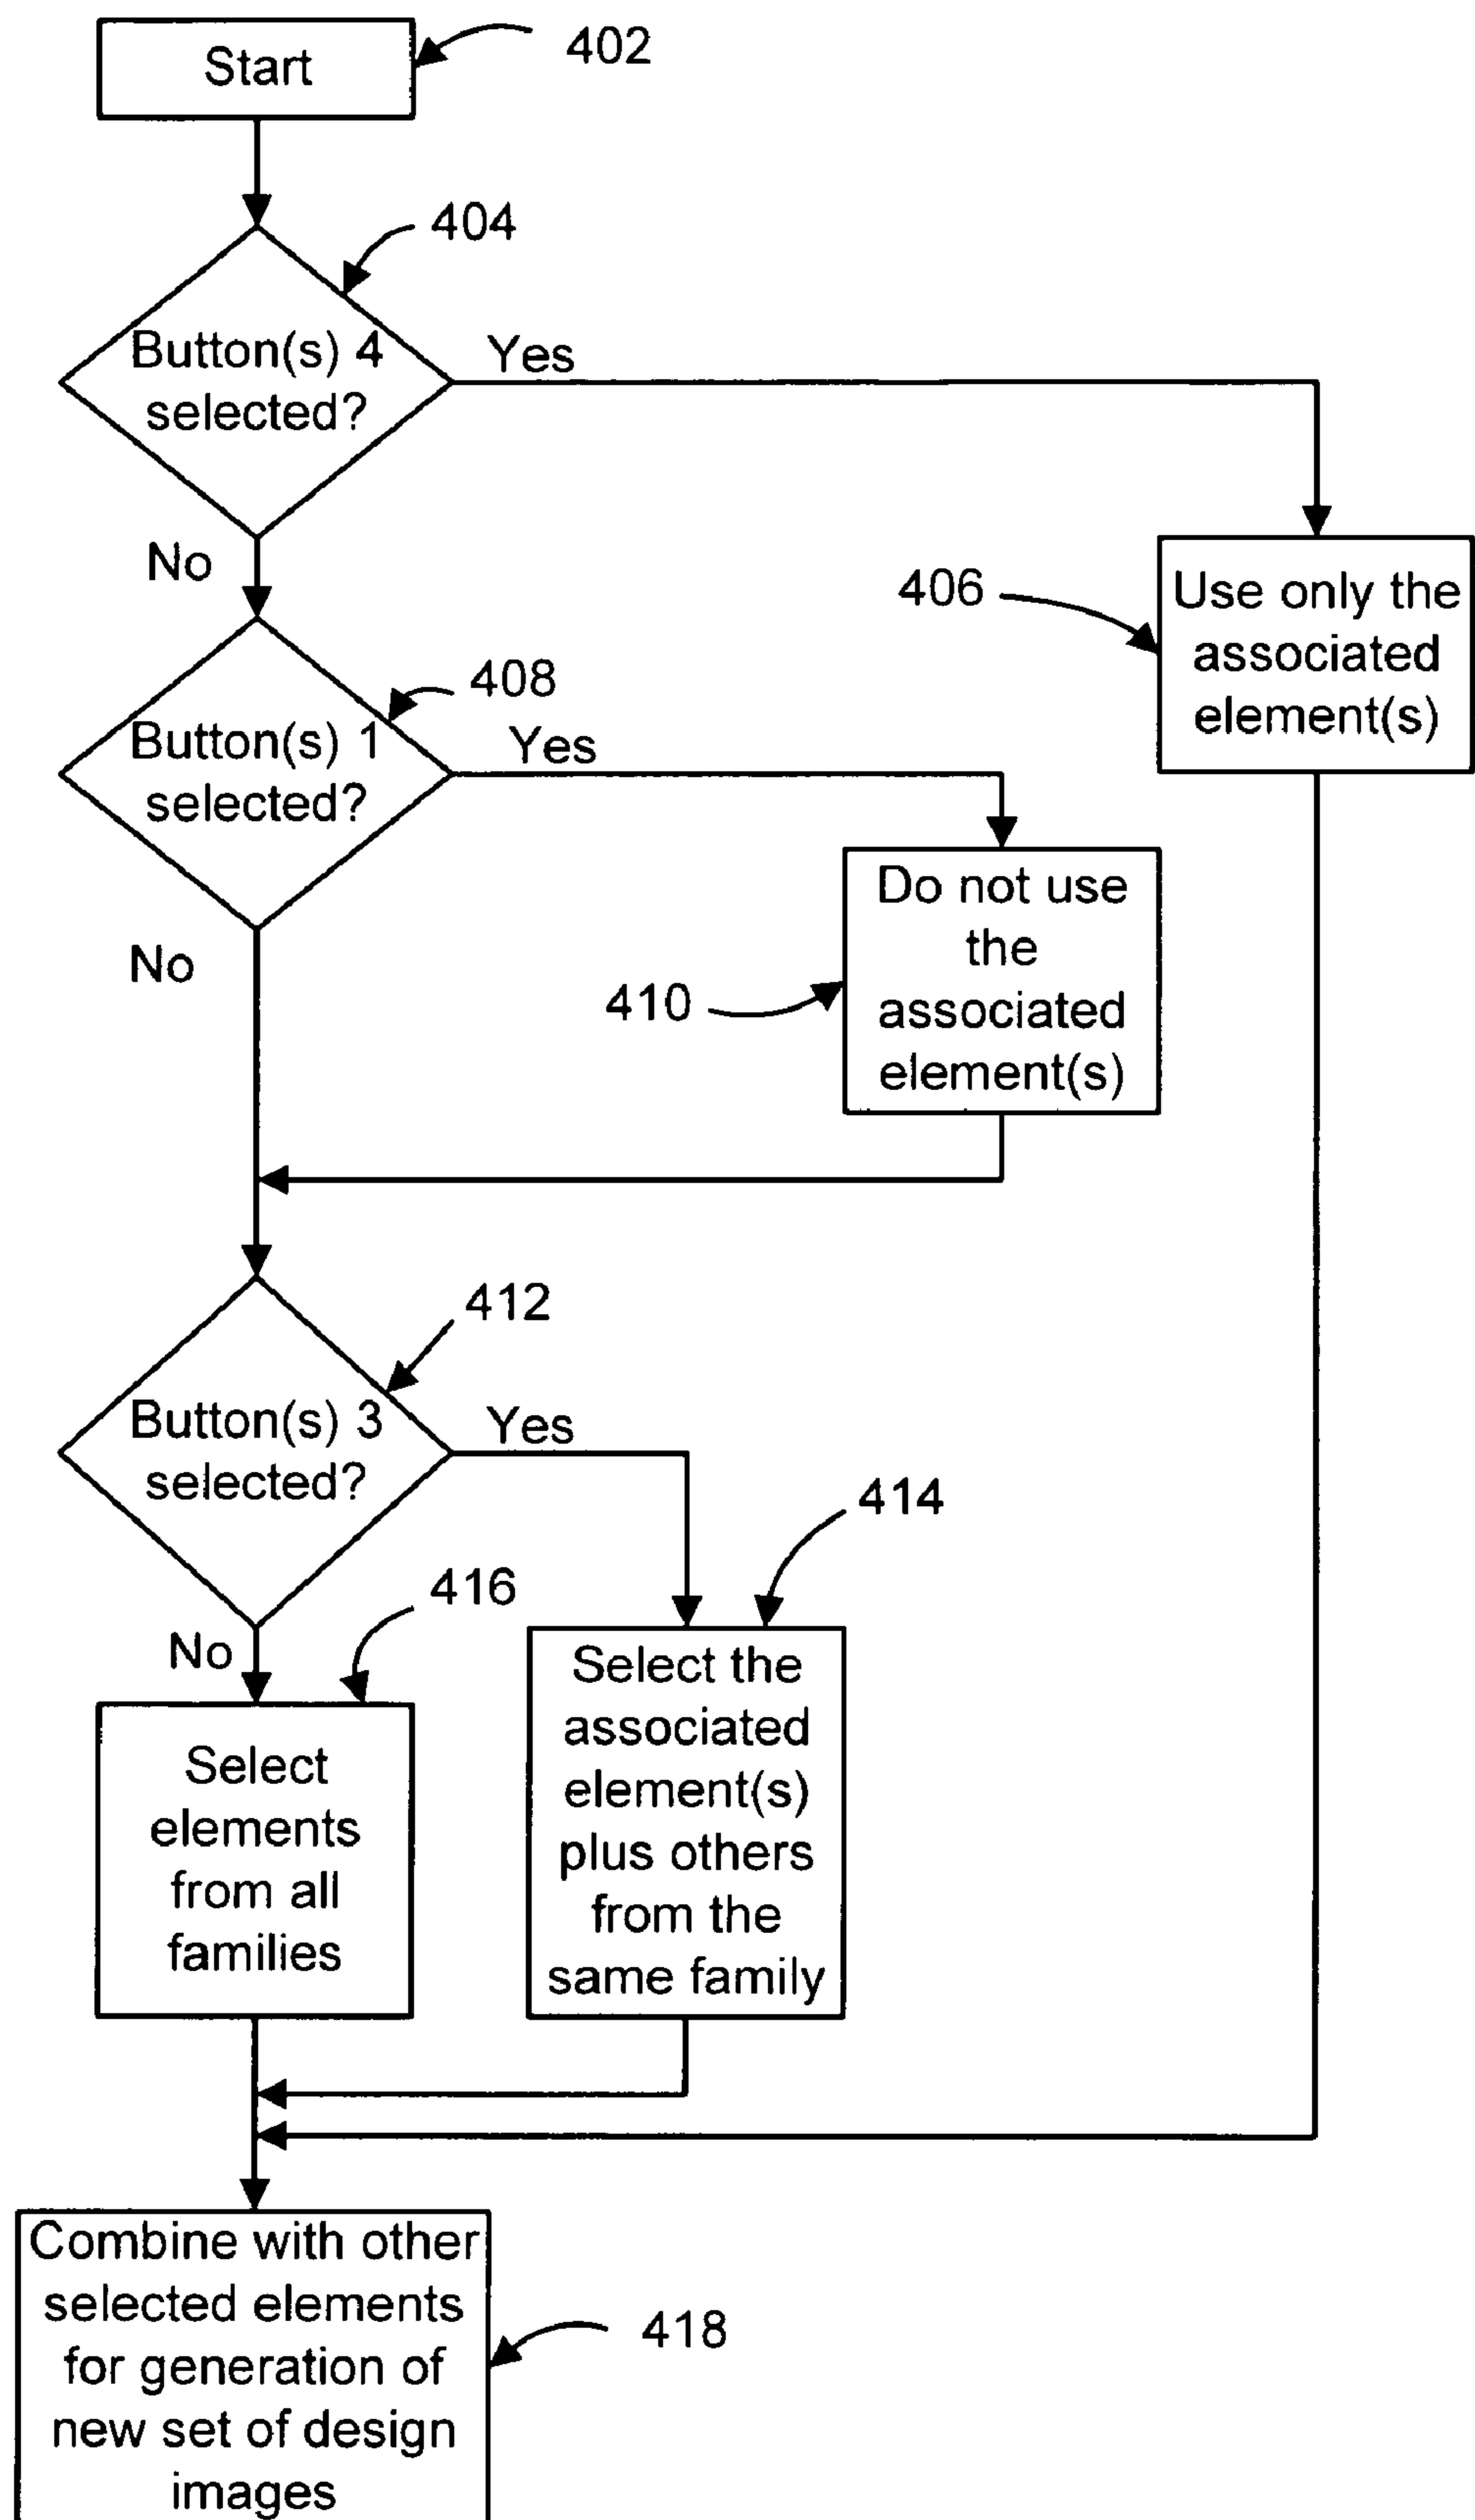 Start
402
404
Button(s) 4
selected?
Yes
No
406
Use only the
associated
element(s)
408
Button(s) 1
selected?
Yes
No
410
Do not use
the
associated
element(s)
412
Button(s) 3
selected?
Yes
414
416
No
Select
elements
from all
families
Select the
associated
element(s)
plus others
from the
same family
Combine with other
selected elements
for generation of
new set of design
images
418